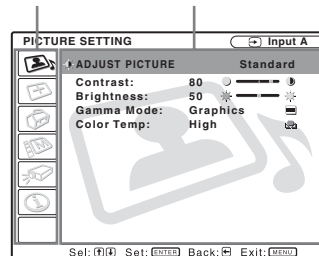 PICTURE SETTING Input A
ADJUST PICTURE Standard
Contrast: 80
Brightness: 50
Gamma Mode: Graphics
Color Temp: High
Sel: Set: ENTER Back: Exit: MENU